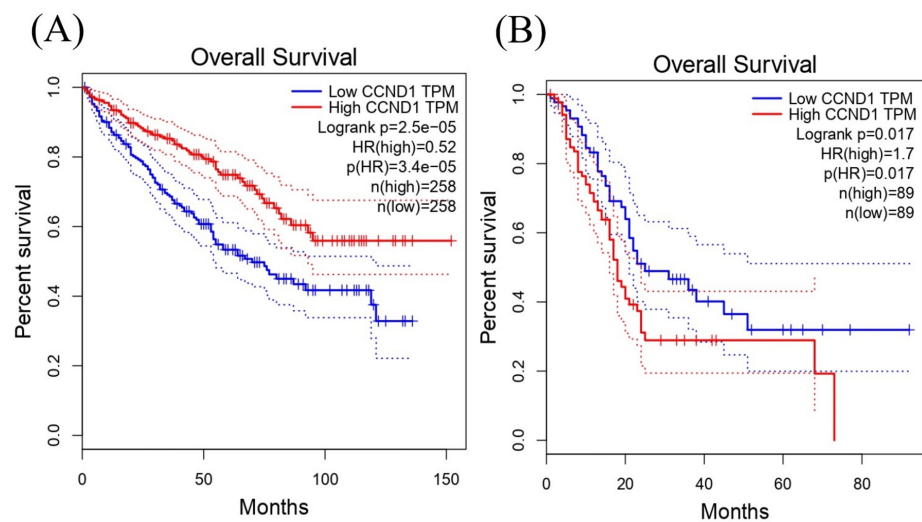 (A)
Overall Survival
Low CCND1 TPM
High CCND1 TPM
Logrank p=2.5e−05
HR(high)=0.52
p(HR)=3.4e−05
n(high)=258
n(low)=258
Percent survival
1.0
0.8
0.6
0.4
0.2
0.0
0
50
100
150
Months
(B)
Overall Survival
Low CCND1 TPM
High CCND1 TPM
Logrank p=0.017
HR(high)=1.7
p(HR)=0.017
n(high)=89
n(low)=89
Percent survival
1.0
0.8
0.6
0.4
0.2
0.0
0
20
40
60
80
Months